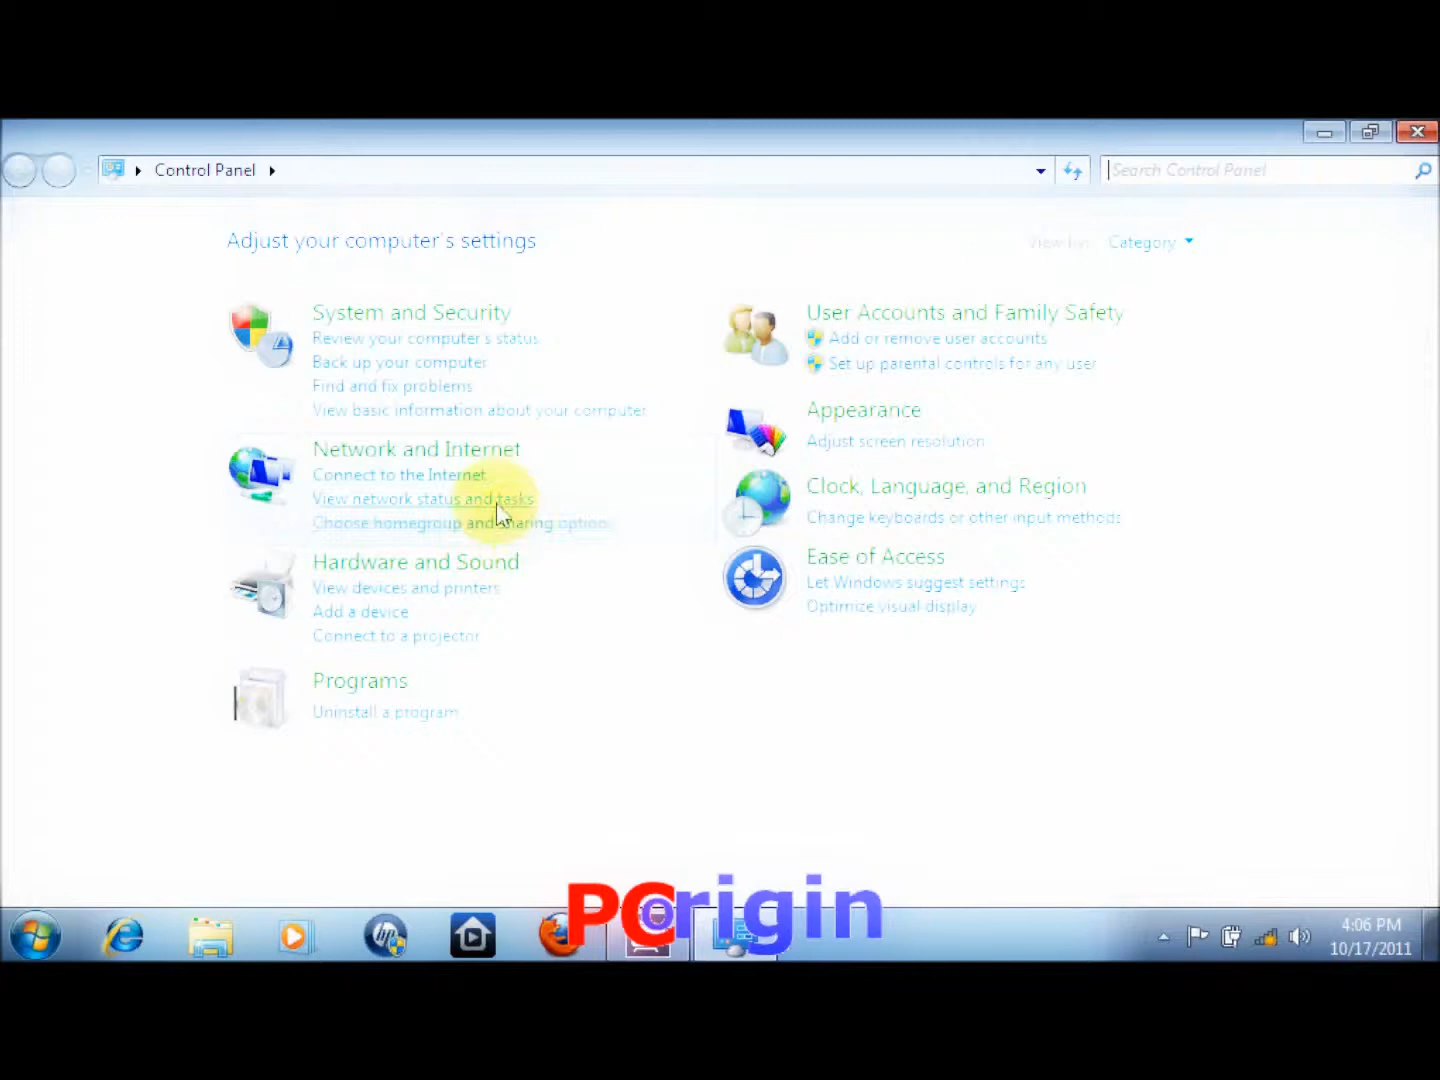 Control Panel
Search Control Panel
Adjust your computer's settings
View by: Category
System and Security
Review your computer's status
Back up your computer
Find and fix problems
View basic information about your computer
Network and Internet
Connect to the Internet
View network status and tasks
Choose homegroup and sharing option
Hardware and Sound
View devices and printers
Add a device
Connect to a projector
Programs
Uninstall a program
User Accounts and Family Safety
Add or remove user accounts
Set up parental controls for any user
Appearance
Adjust screen resolution
Clock, Language, and Region
Change keyboards or other input methods
Ease of Access
Let Windows suggest settings
Optimize visual display
PCorigin
4:06 PM
10/17/2011